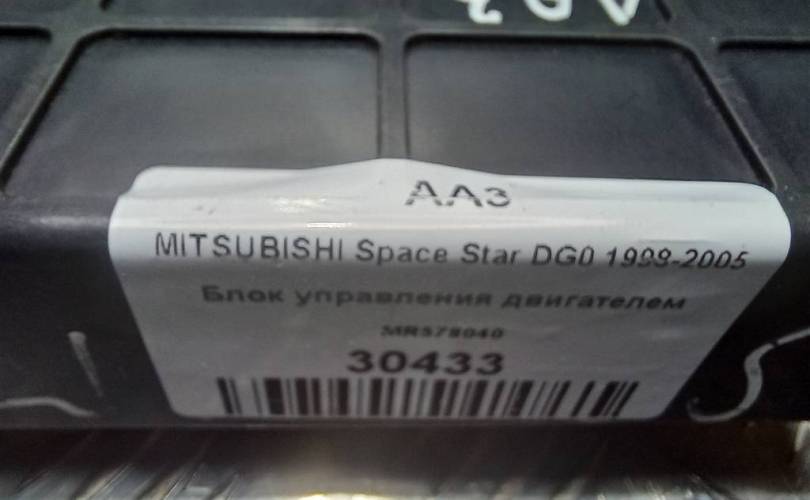 AA3
MITSUBISHI Space Star DG0 1998-2005
Блок управления двигателем
MR578040
30433